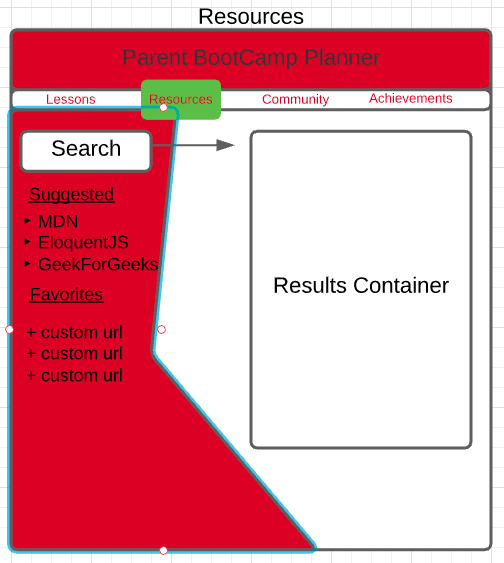 Resources
Parent BootCamp Planner
Lessons Resources Community Achievements
Search
Suggested
MDN
EloquentJS
GeekForGeeks
Results Container
Favorites
+ custom url
+ custom url
+ custom url